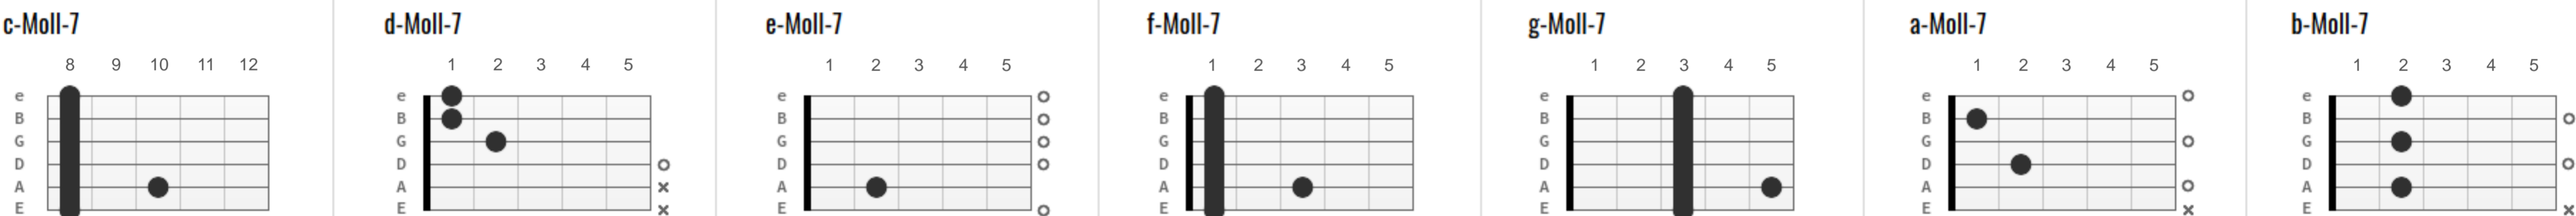 c-Moll-7 d-Moll-7 e-Moll-7 f-Moll-7 g-Moll-7 a-Moll-7 b-Moll-7
8 9 10 11 12 1 2 3 4 5 1 2 3 4 5 1 2 3 4 5 1 2 3 4 5 1 2 3 4 5 1 2 3 4 5
e e e e e e e
B B B B B B B
G G G G G G G
D D D D D D D
A A A A A A A
E E E E E E E